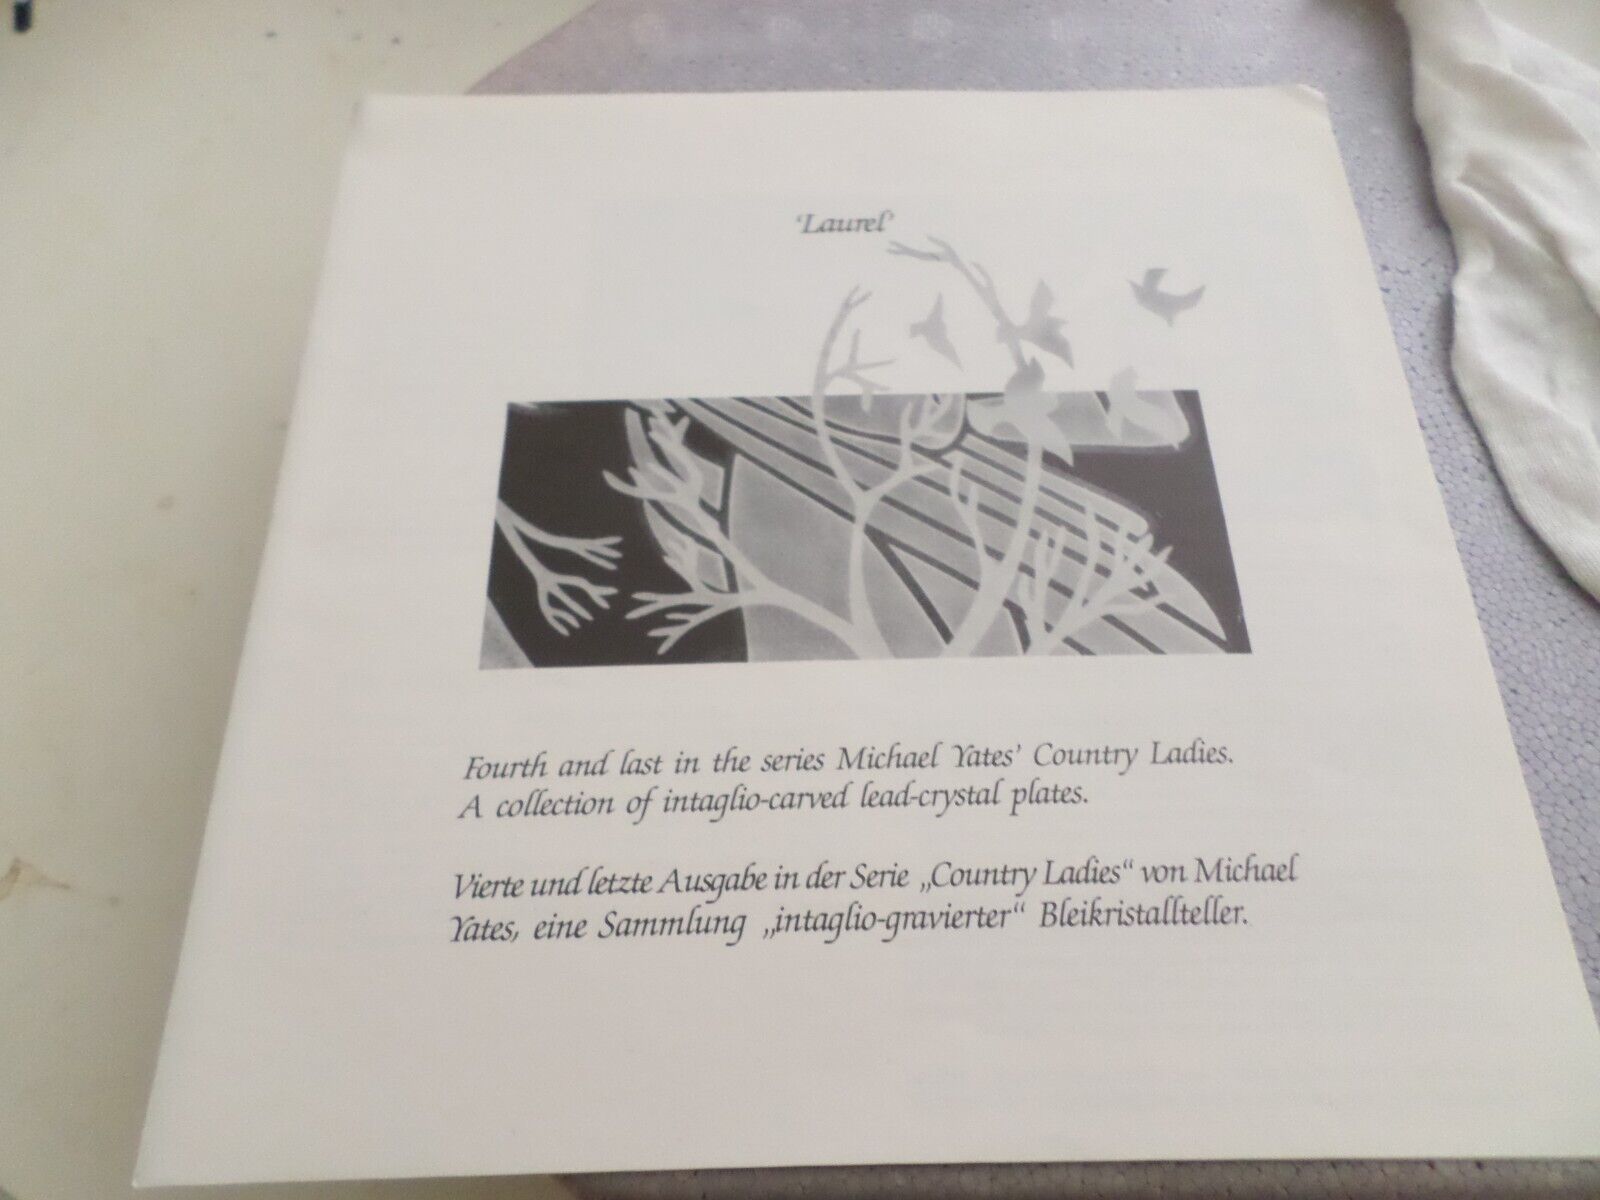 ‘Laurel’
Fourth and last in the series Michael Yates’ Country Ladies.
A collection of intaglio-carved lead-crystal plates.
Vierte und letzte Ausgabe in der Serie „Country Ladies“ von Michael
Yates, eine Sammlung „intaglio-gravierter“ Bleikristallteller.